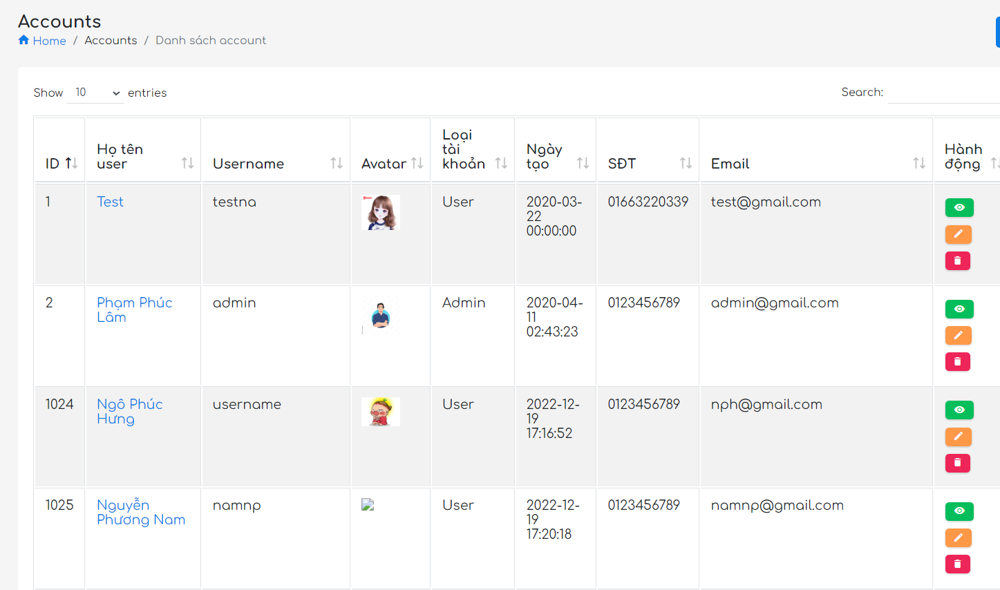 Accounts
Home / Accounts / Danh sách account
Show 10 entries
Search:
ID
Họ tên
user
Username
Avatar
Loại
tài
khoản
Ngày
tạo
SĐT
Email
Hành
động
1
Test
testna
User
2020-03-
22
00:00:00
01663220339
test@gmail.com
2
Phạm Phúc
Lâm
admin
Admin
2020-04-
11
02:43:23
0123456789
admin@gmail.com
1024
Ngô Phúc
Hưng
username
User
2022-12-
19
17:16:52
0123456789
nph@gmail.com
1025
Nguyễn
Phương Nam
namnp
User
2022-12-
19
17:20:18
0123456789
namnp@gmail.com